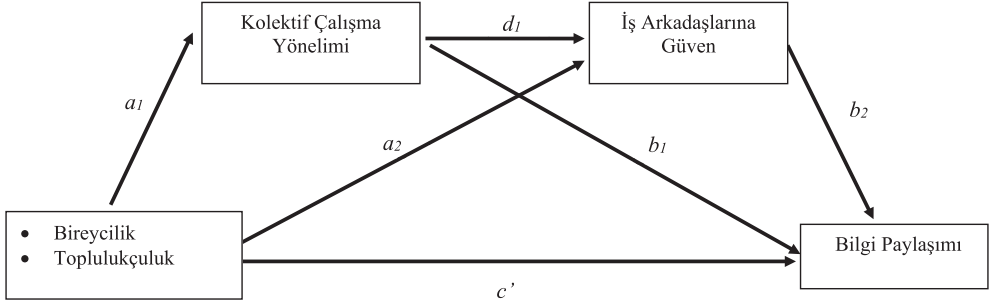 Kolektif Çalışma
Yönelimi
d1
İş Arkadaşlarına
Güven
a1
a2
b1
b2
• Bireycilik
• Toplulukçuluk
Bilgi Paylaşımı
c’